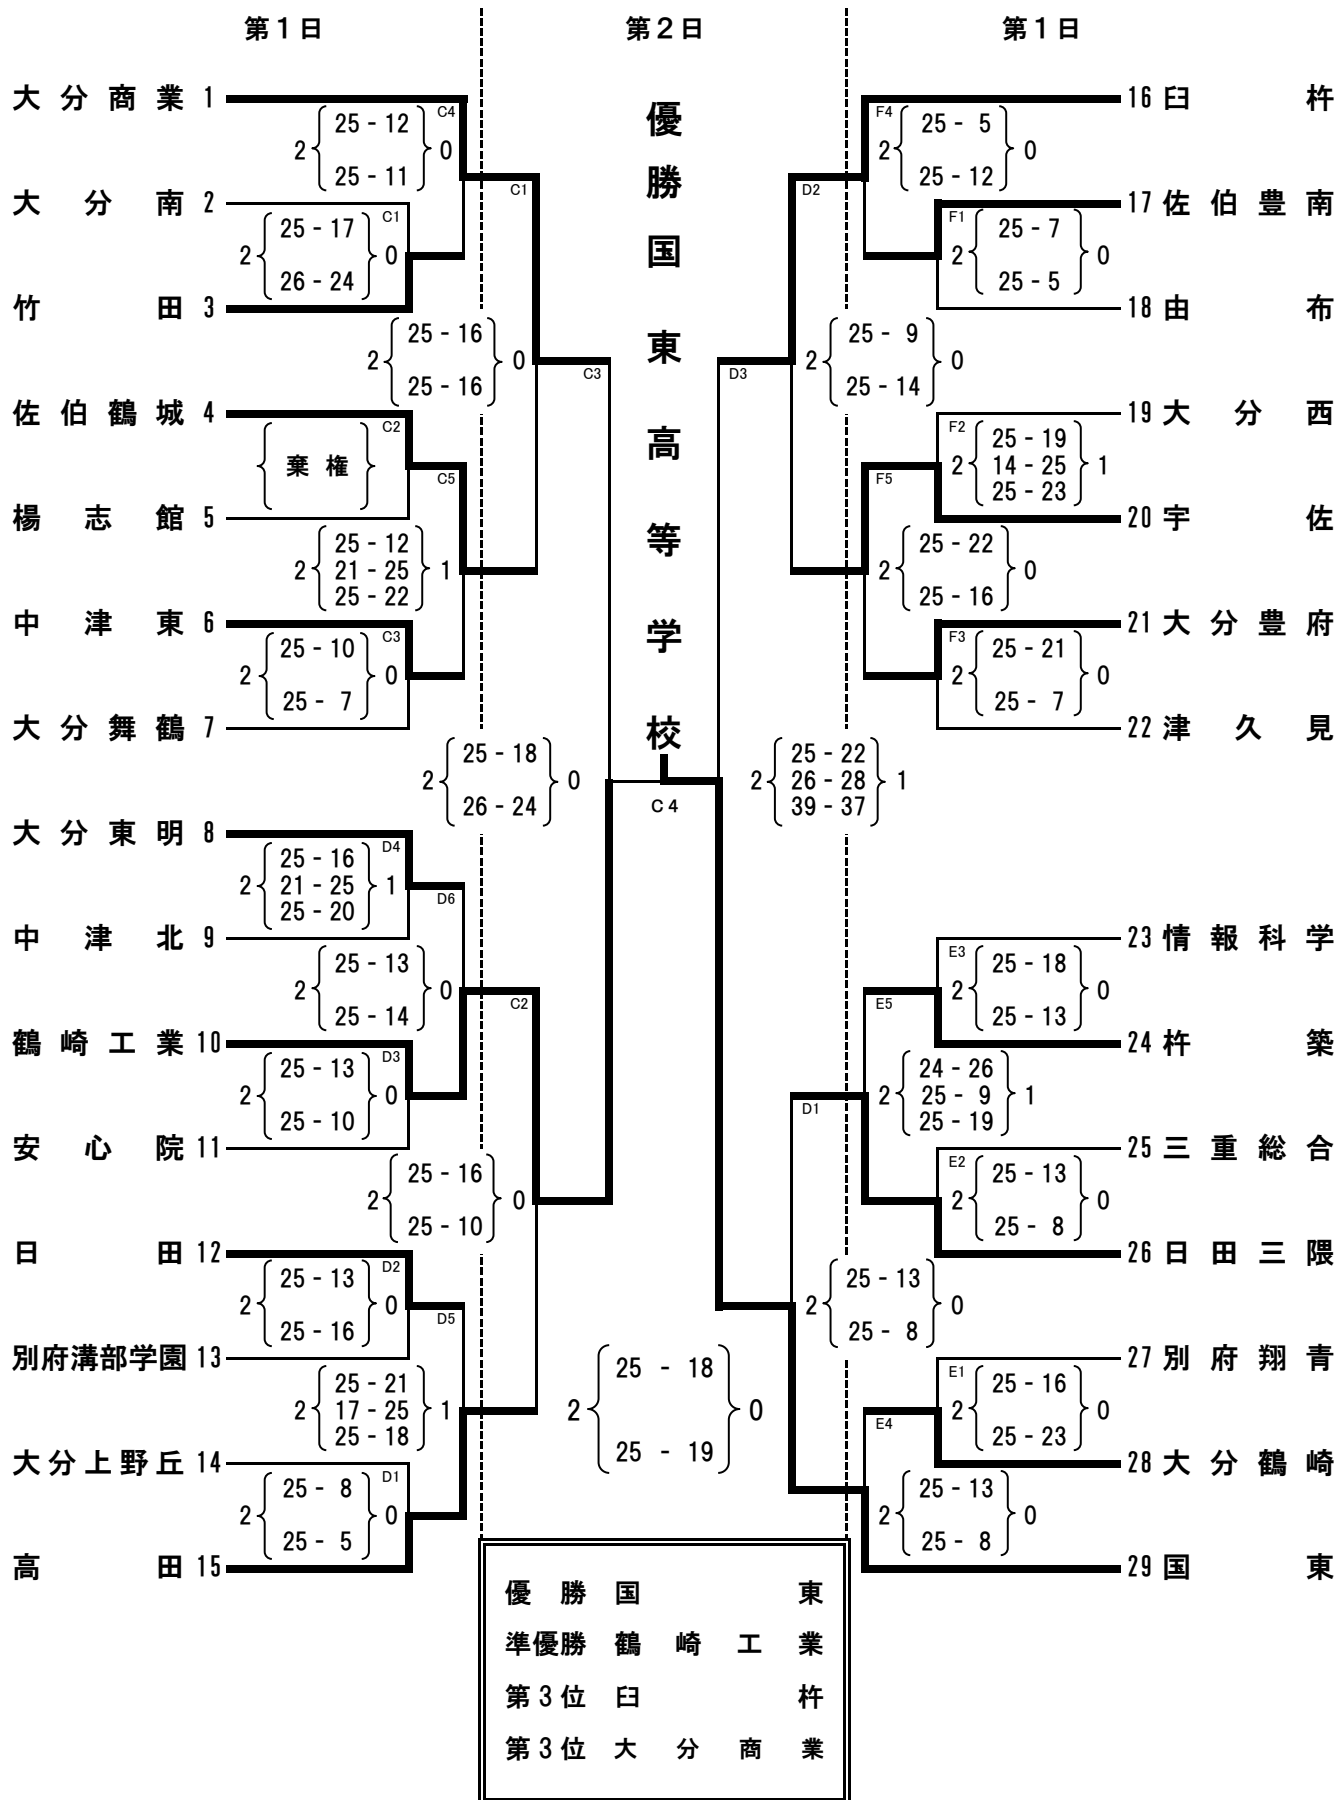 第１日
第２日
第１日
優勝国東高等学校
大分商業 1
大分南 2
竹田 3
佐伯鶴城 4
楊志館 5
中津東 6
大分舞鶴 7
大分東明 8
中津北 9
鶴崎工業 10
安心院 11
日田 12
別府溝部学園 13
大分上野丘 14
高田 15
C4
2 25 - 12 0
25 - 11
C1
2 25 - 17 0
26 - 24
C1
2 25 - 16 0
25 - 16
C2
棄権
C5
2 25 - 12 1
21 - 25
25 - 22
C3
2 25 - 10 0
25 - 7
C3
2 25 - 18 0
26 - 24
D4
2 25 - 16 1
21 - 25
25 - 20
D6
2 25 - 13 0
25 - 14
D3
2 25 - 13 0
25 - 10
C2
2 25 - 16 0
25 - 10
D2
2 25 - 13 0
25 - 16
D5
2 25 - 21 1
17 - 25
25 - 18
D1
2 25 - 8 0
25 - 5
C4
2 25 - 18 0
25 - 19
16 臼杵
17 佐伯豊南
18 由布
19 大分西
20 宇佐
21 大分豊府
22 津久見
23 情報科学
24 杵築
25 三重総合
26 日田三隈
27 別府翔青
28 大分鶴崎
29 国東
F4
2 25 - 5 0
25 - 12
F1
2 25 - 7 0
25 - 5
D2
2 25 - 9 0
25 - 14
F2
2 25 - 19 1
14 - 25
25 - 23
F5
2 25 - 22 0
25 - 16
F3
2 25 - 21 0
25 - 7
D3
2 25 - 22 1
26 - 28
39 - 37
E3
2 25 - 18 0
25 - 13
E5
2 24 - 26 1
25 - 9
25 - 19
E2
2 25 - 13 0
25 - 8
D1
2 25 - 13 0
25 - 8
E1
2 25 - 16 0
25 - 23
E4
2 25 - 13 0
25 - 8
優勝 国東
準優勝 鶴崎工業
第3位 臼杵
第3位 大分商業